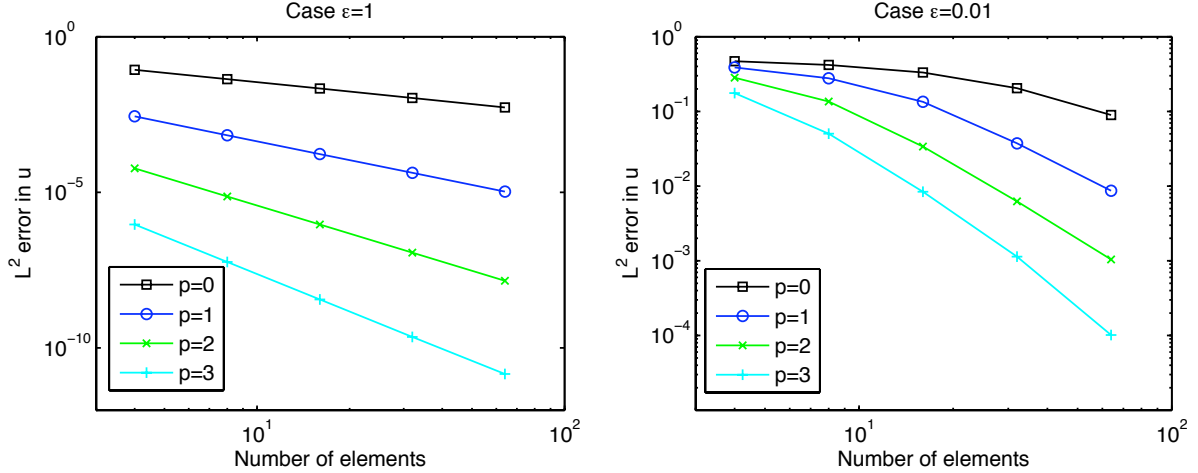 Case ε=1
10^0
10^-5
10^-10
L^2 error in u
p=0
p=1
p=2
p=3
10^1
10^2
Number of elements
Case ε=0.01
10^0
10^-1
10^-2
10^-3
10^-4
L^2 error in u
p=0
p=1
p=2
p=3
10^1
10^2
Number of elements